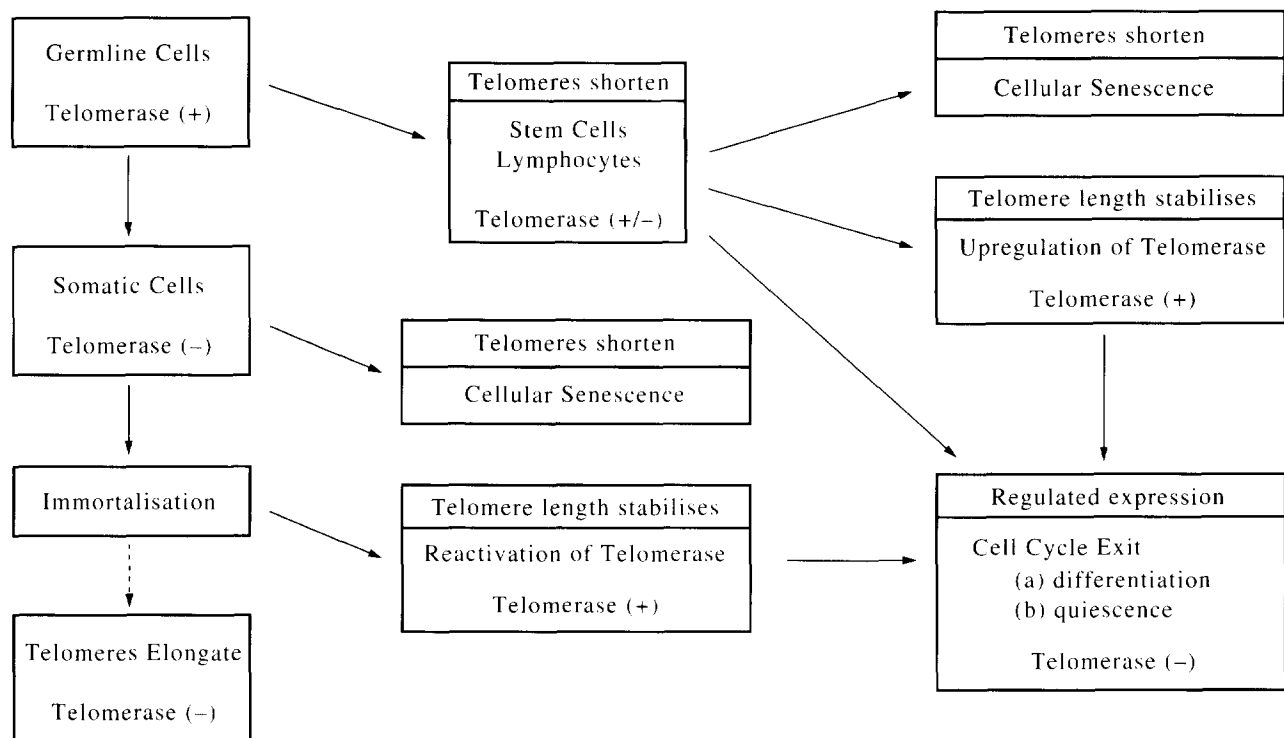 Germline Cells
Telomerase (+)
Somatic Cells
Telomerase (−)
Immortalisation
Telomeres Elongate
Telomerase (−)
Telomeres shorten
Stem Cells
Lymphocytes
Telomerase (+/−)
Telomeres shorten
Cellular Senescence
Telomere length stabilises
Reactivation of Telomerase
Telomerase (+)
Telomeres shorten
Cellular Senescence
Telomere length stabilises
Upregulation of Telomerase
Telomerase (+)
Regulated expression
Cell Cycle Exit
(a) differentiation
(b) quiescence
Telomerase (−)